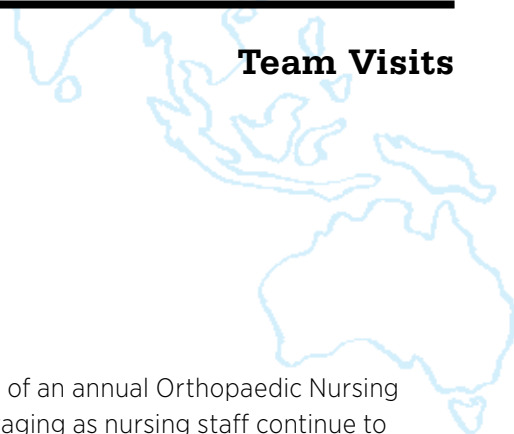 Team Visits
of an annual Orthopaedic Nursing
aging as nursing staff continue to